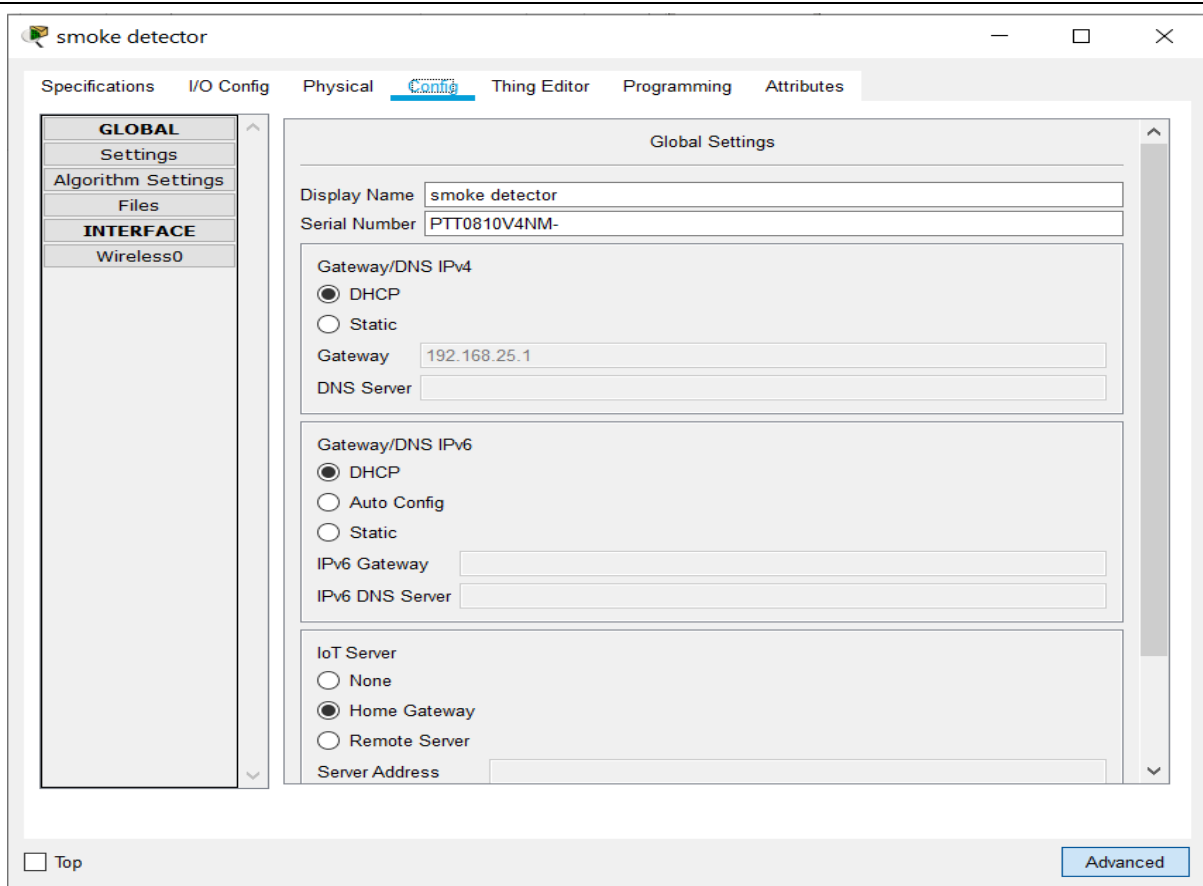 smoke detector
Specifications I/O Config Physical Config Thing Editor Programming Attributes
GLOBAL
Settings
Algorithm Settings
Files
INTERFACE
Wireless0
Global Settings
Display Name smoke detector
Serial Number PTT0810V4NM-
Gateway/DNS IPv4
DHCP
Static
Gateway 192.168.25.1
DNS Server
Gateway/DNS IPv6
DHCP
Auto Config
Static
IPv6 Gateway
IPv6 DNS Server
IoT Server
None
Home Gateway
Remote Server
Server Address
Top Advanced